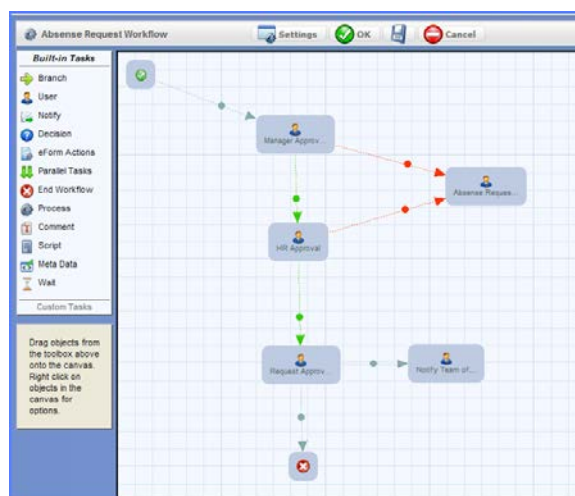 Absense Request Workflow
Settings
OK
Cancel
Built-in Tasks
Branch
User
Notify
Decision
eForm Actions
Parallel Tasks
End Workflow
Process
Comment
Script
Meta Data
Wait
Custom Tasks
Drag objects from
the toolbox above
onto the canvas.
Right click on
objects in the
canvas for
options.
Manager Approv...
Absense Reques...
HR Approval
Request Approv...
Notify Team of...